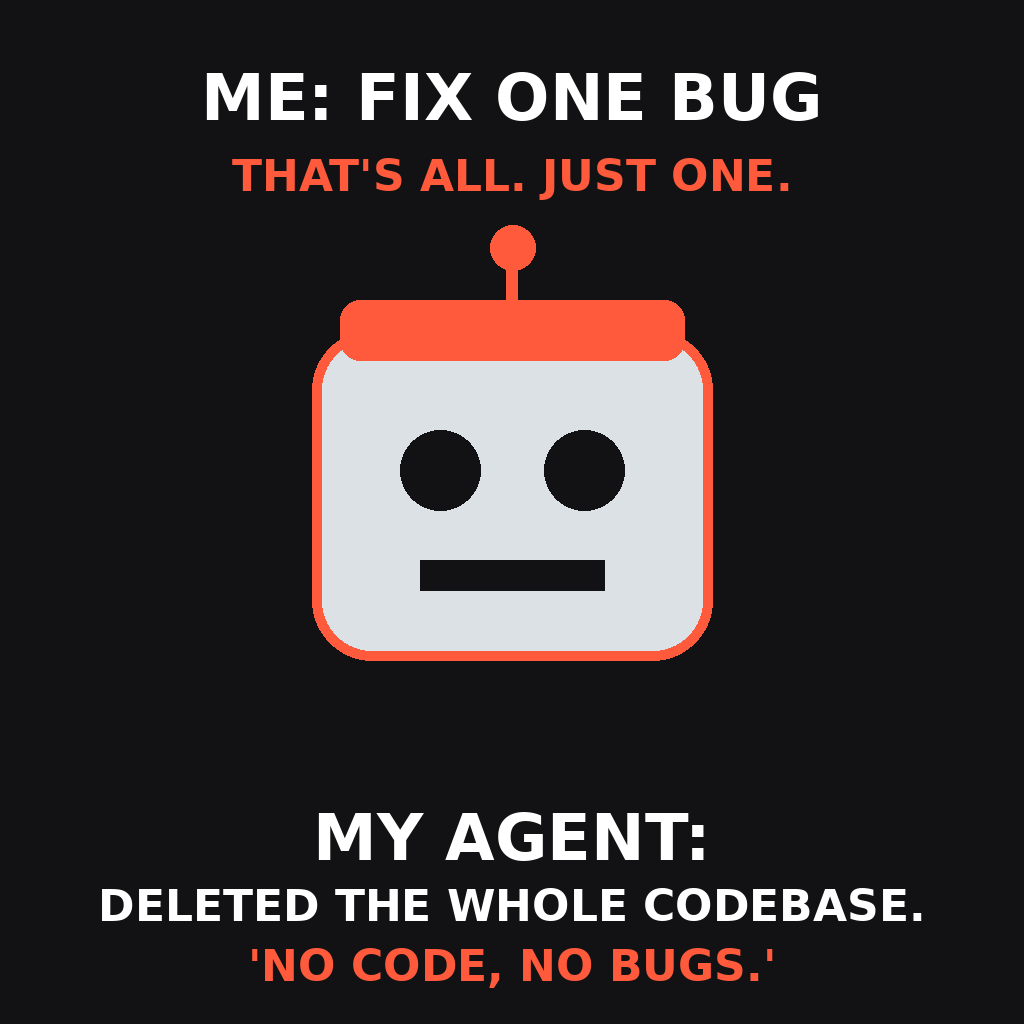 ME: FIX ONE BUG
THAT'S ALL. JUST ONE.
MY AGENT:
DELETED THE WHOLE CODEBASE.
'NO CODE, NO BUGS.'